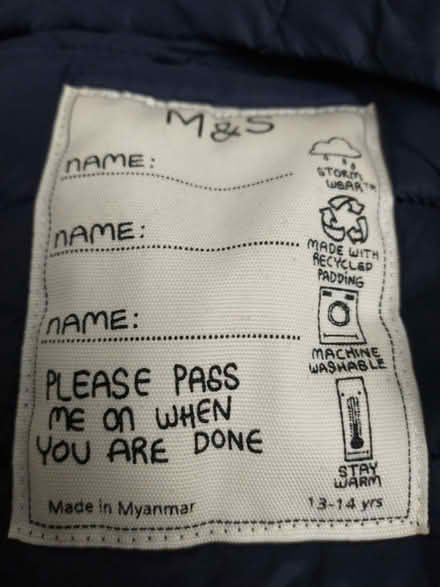 M&S
NAME:
NAME:
NAME:
PLEASE PASS
ME ON WHEN
YOU ARE DONE
Made in Myanmar
STORM
WEAR™
MADE WITH
RECYCLED
PADDING
MACHINE
WASHABLE
STAY
WARM
13-14 yrs